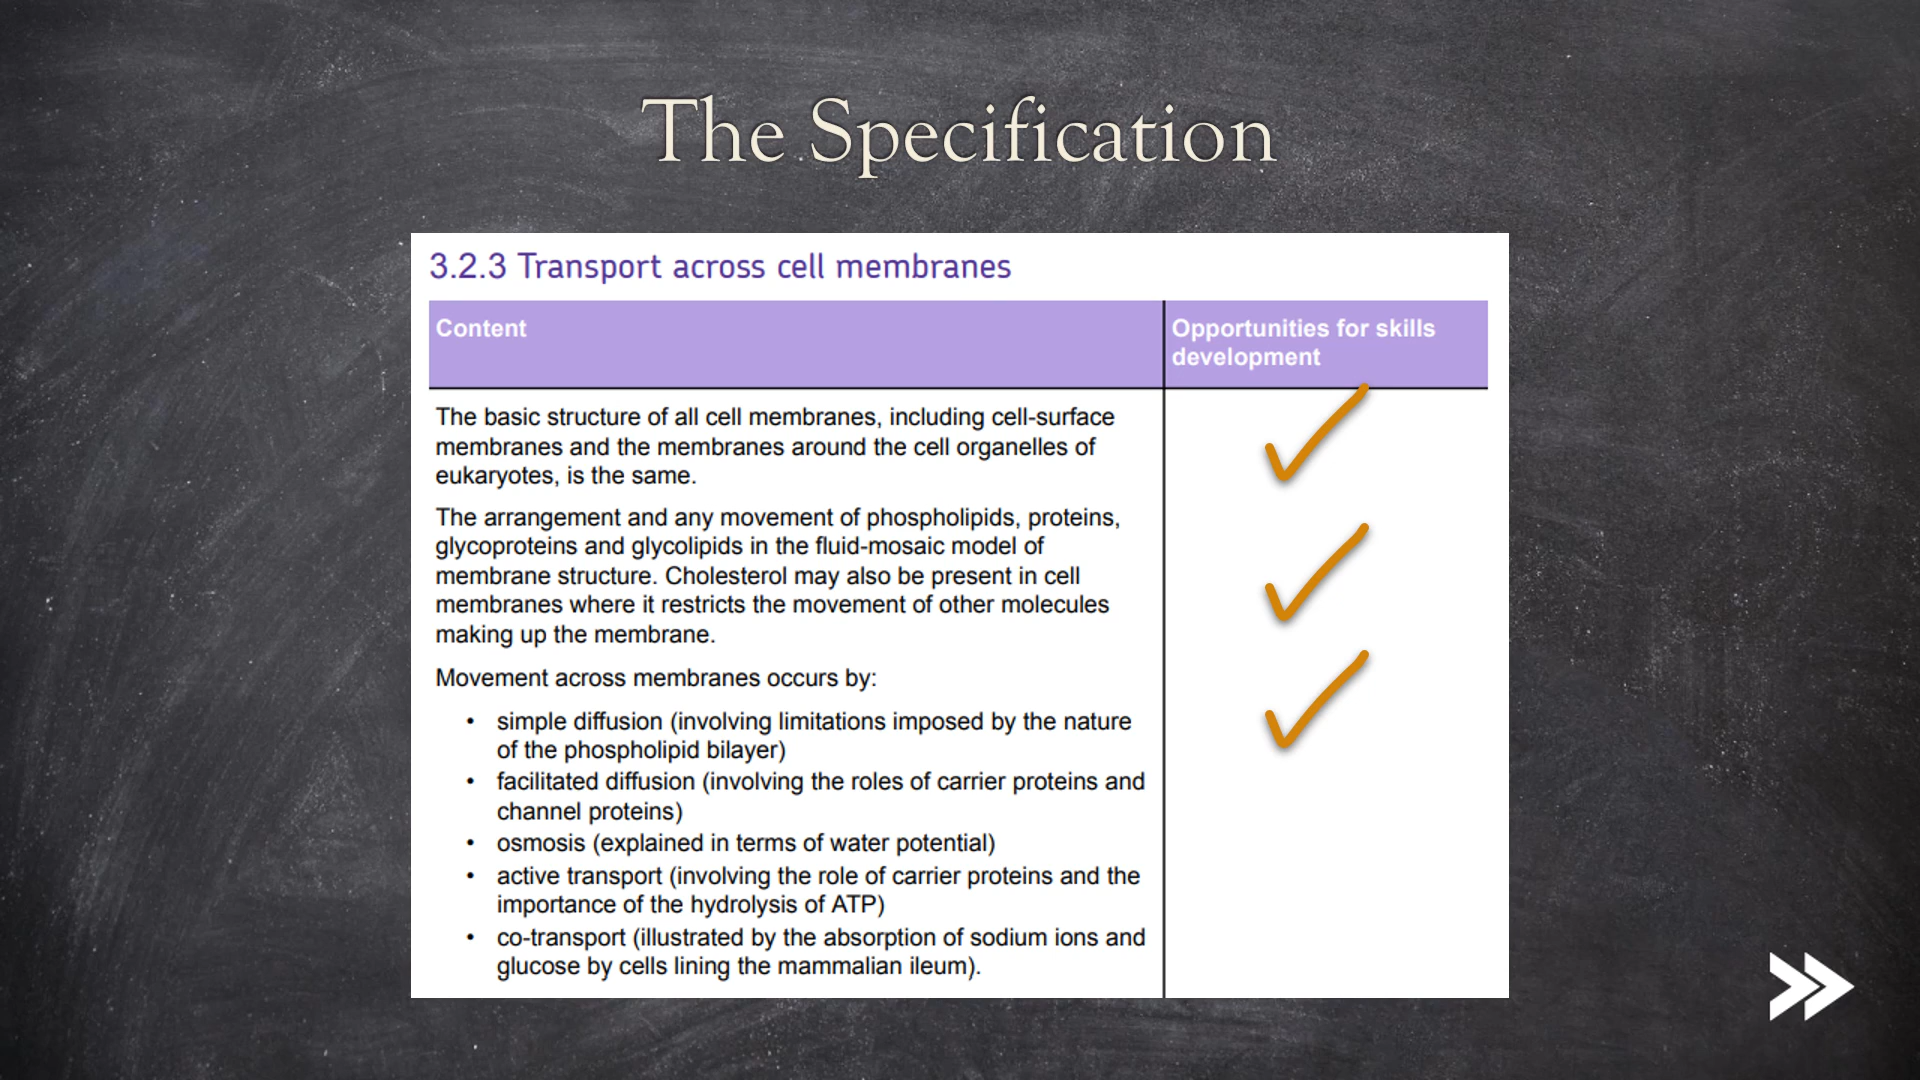 The Specification
3.2.3 Transport across cell membranes
Content
Opportunities for skills
development
The basic structure of all cell membranes, including cell-surface
membranes and the membranes around the cell organelles of
eukaryotes, is the same.
The arrangement and any movement of phospholipids, proteins,
glycoproteins and glycolipids in the fluid-mosaic model of
membrane structure. Cholesterol may also be present in cell
membranes where it restricts the movement of other molecules
making up the membrane.
Movement across membranes occurs by:
• simple diffusion (involving limitations imposed by the nature
of the phospholipid bilayer)
• facilitated diffusion (involving the roles of carrier proteins and
channel proteins)
• osmosis (explained in terms of water potential)
• active transport (involving the role of carrier proteins and the
importance of the hydrolysis of ATP)
• co-transport (illustrated by the absorption of sodium ions and
glucose by cells lining the mammalian ileum).